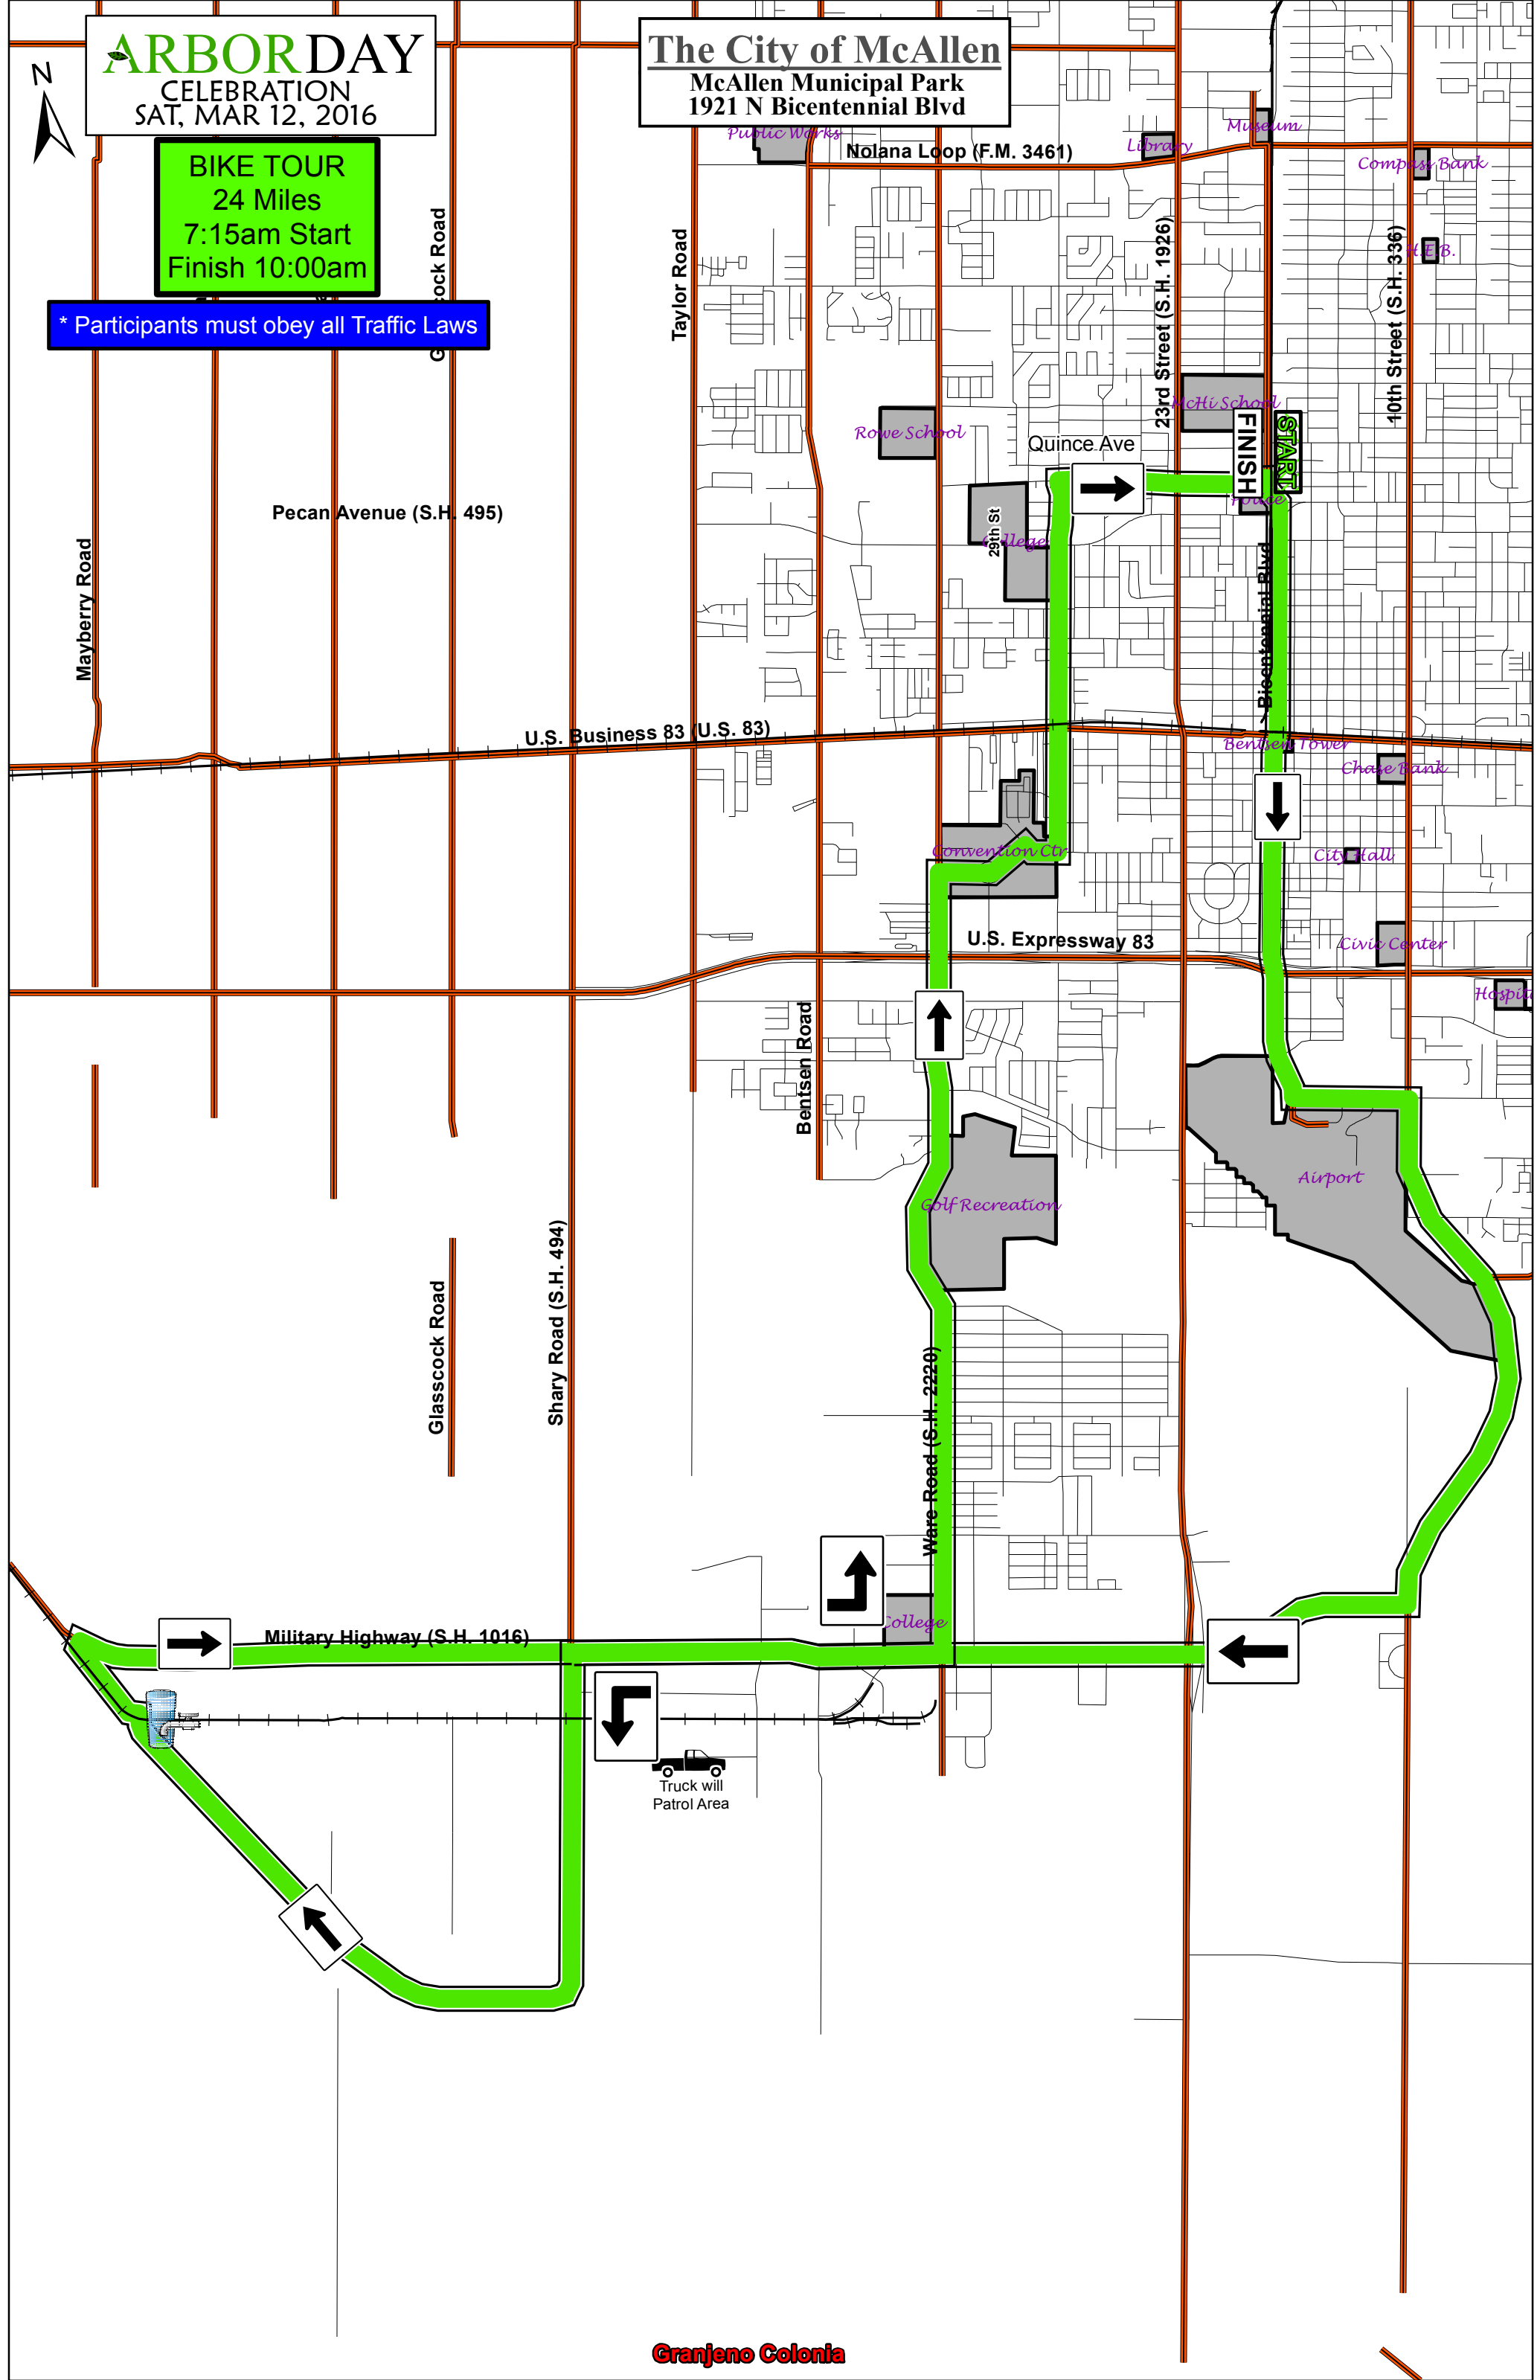 N
ARBORDAY
CELEBRATION
SAT, MAR 12, 2016
The City of McAllen
McAllen Municipal Park
1921 N Bicentennial Blvd
BIKE TOUR
24 Miles
7:15am Start
Finish 10:00am
* Participants must obey all Traffic Laws
Public Works
Nolana Loop (F.M. 3461)
Library
Museum
Compass Bank
H.E.B.
Taylor Road
23rd Street (S.H. 1926)
10th Street (S.H. 336)
McHi School
Rowe School
Quince Ave
FINISH
START
Police
Pecan Avenue (S.H. 495)
29th St
College
Mayberry Road
Bicentennial Blvd
U.S. Business 83 (U.S. 83)
Bentsen Tower
Chase Bank
Convention Ctr
City Hall
U.S. Expressway 83
Civic Center
Bentsen Road
Airport
Golf Recreation
Glasscock Road
Shary Road (S.H. 494)
Ware Road (S.H. 2220)
College
Military Highway (S.H. 1016)
Truck will
Patrol Area
Granjeno Colonia